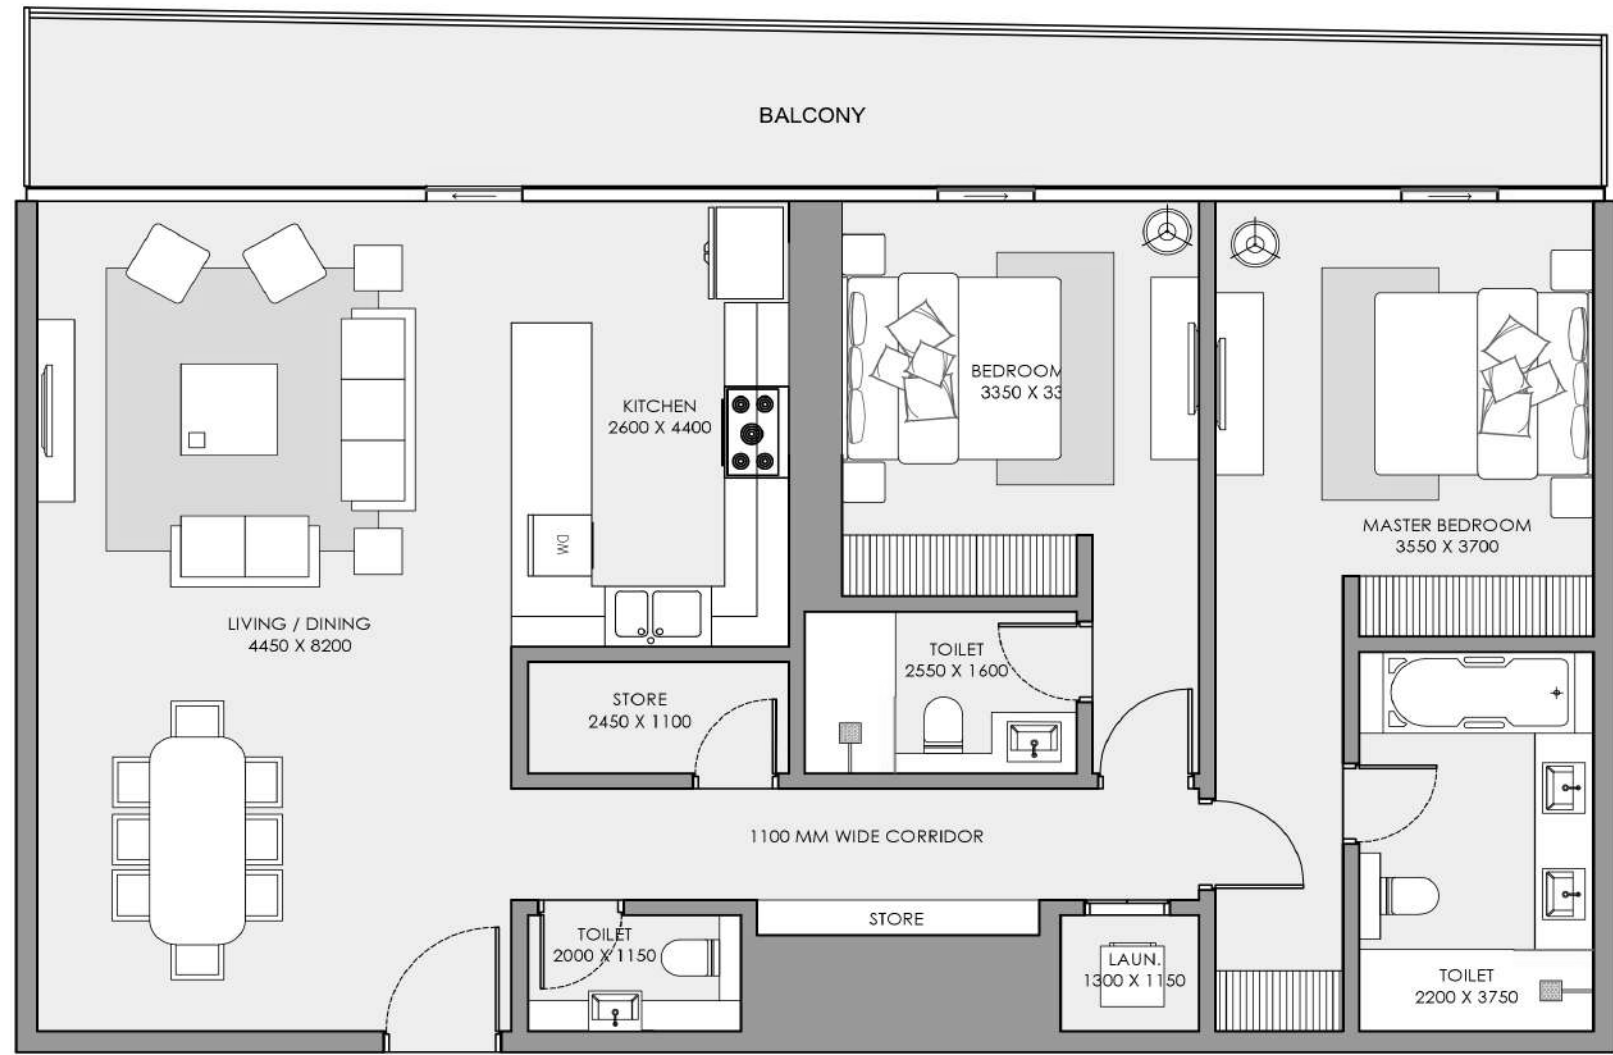 BALCONY
KITCHEN
2600 X 4400
BEDROOM
3350 X 33
MASTER BEDROOM
3550 X 3700
DM
LIVING / DINING
4450 X 8200
TOILET
2550 X 1600
STORE
2450 X 1100
1100 MM WIDE CORRIDOR
STORE
TOILET
2000 X 1150
LAUN.
1300 X 1150
TOILET
2200 X 3750